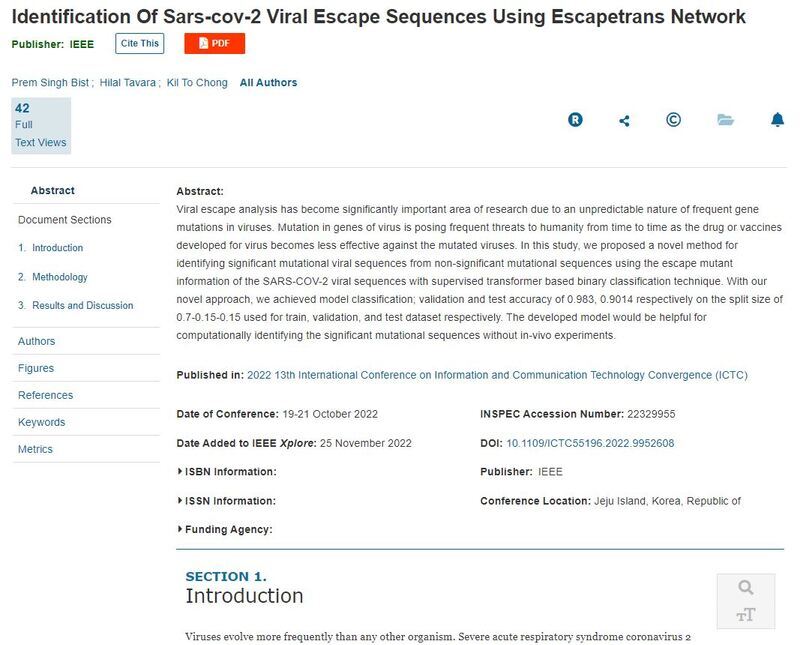 Identification Of Sars-cov-2 Viral Escape Sequences Using Escapetrans Network
Publisher: IEEE
Cite This
PDF
Prem Singh Bist ; Hilal Tavara ; Kil To Chong All Authors
42
Full
Text Views
R
©
Abstract
Document Sections
1. Introduction
2. Methodology
3. Results and Discussion
Authors
Figures
References
Keywords
Metrics
Abstract:
Viral escape analysis has become significantly important area of research due to an unpredictable nature of frequent gene
mutations in viruses. Mutation in genes of virus is posing frequent threats to humanity from time to time as the drug or vaccines
developed for virus becomes less effective against the mutated viruses. In this study, we proposed a novel method for
identifying significant mutational viral sequences from non-significant mutational sequences using the escape mutant
information of the SARS-COV-2 viral sequences with supervised transformer based binary classification technique. With our
novel approach, we achieved model classification; validation and test accuracy of 0.983, 0.9014 respectively on the split size of
0.7-0.15-0.15 used for train, validation, and test dataset respectively. The developed model would be helpful for
computationally identifying the significant mutational sequences without in-vivo experiments.
Published in: 2022 13th International Conference on Information and Communication Technology Convergence (ICTC)
Date of Conference: 19-21 October 2022
INSPEC Accession Number: 22329955
Date Added to IEEE Xplore: 25 November 2022
DOI: 10.1109/ICTC55196.2022.9952608
ISBN Information:
Publisher: IEEE
ISSN Information:
Conference Location: Jeju Island, Korea, Republic of
Funding Agency:
SECTION 1.
Introduction
TT
Viruses evolve more frequently than any other organism. Severe acute respiratory syndrome coronavirus 2